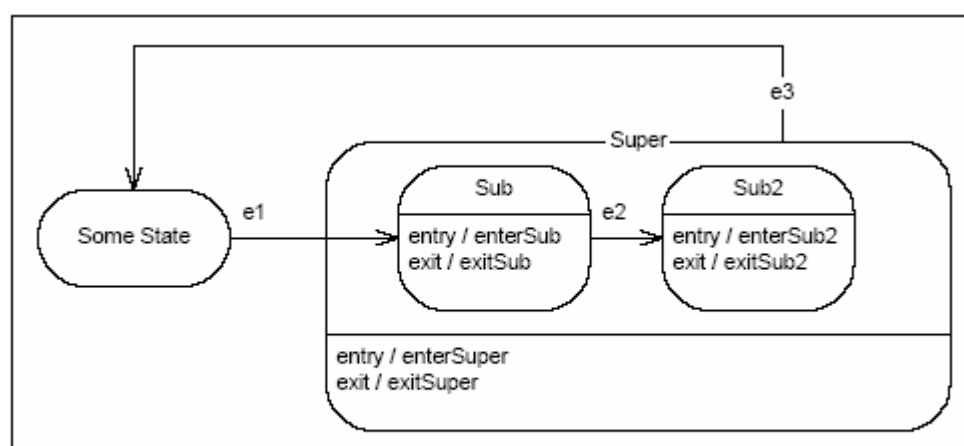 e3
Super
Sub
Sub2
e1
e2
Some State
entry / enterSub
exit / exitSub
entry / enterSub2
exit / exitSub2
entry / enterSuper
exit / exitSuper